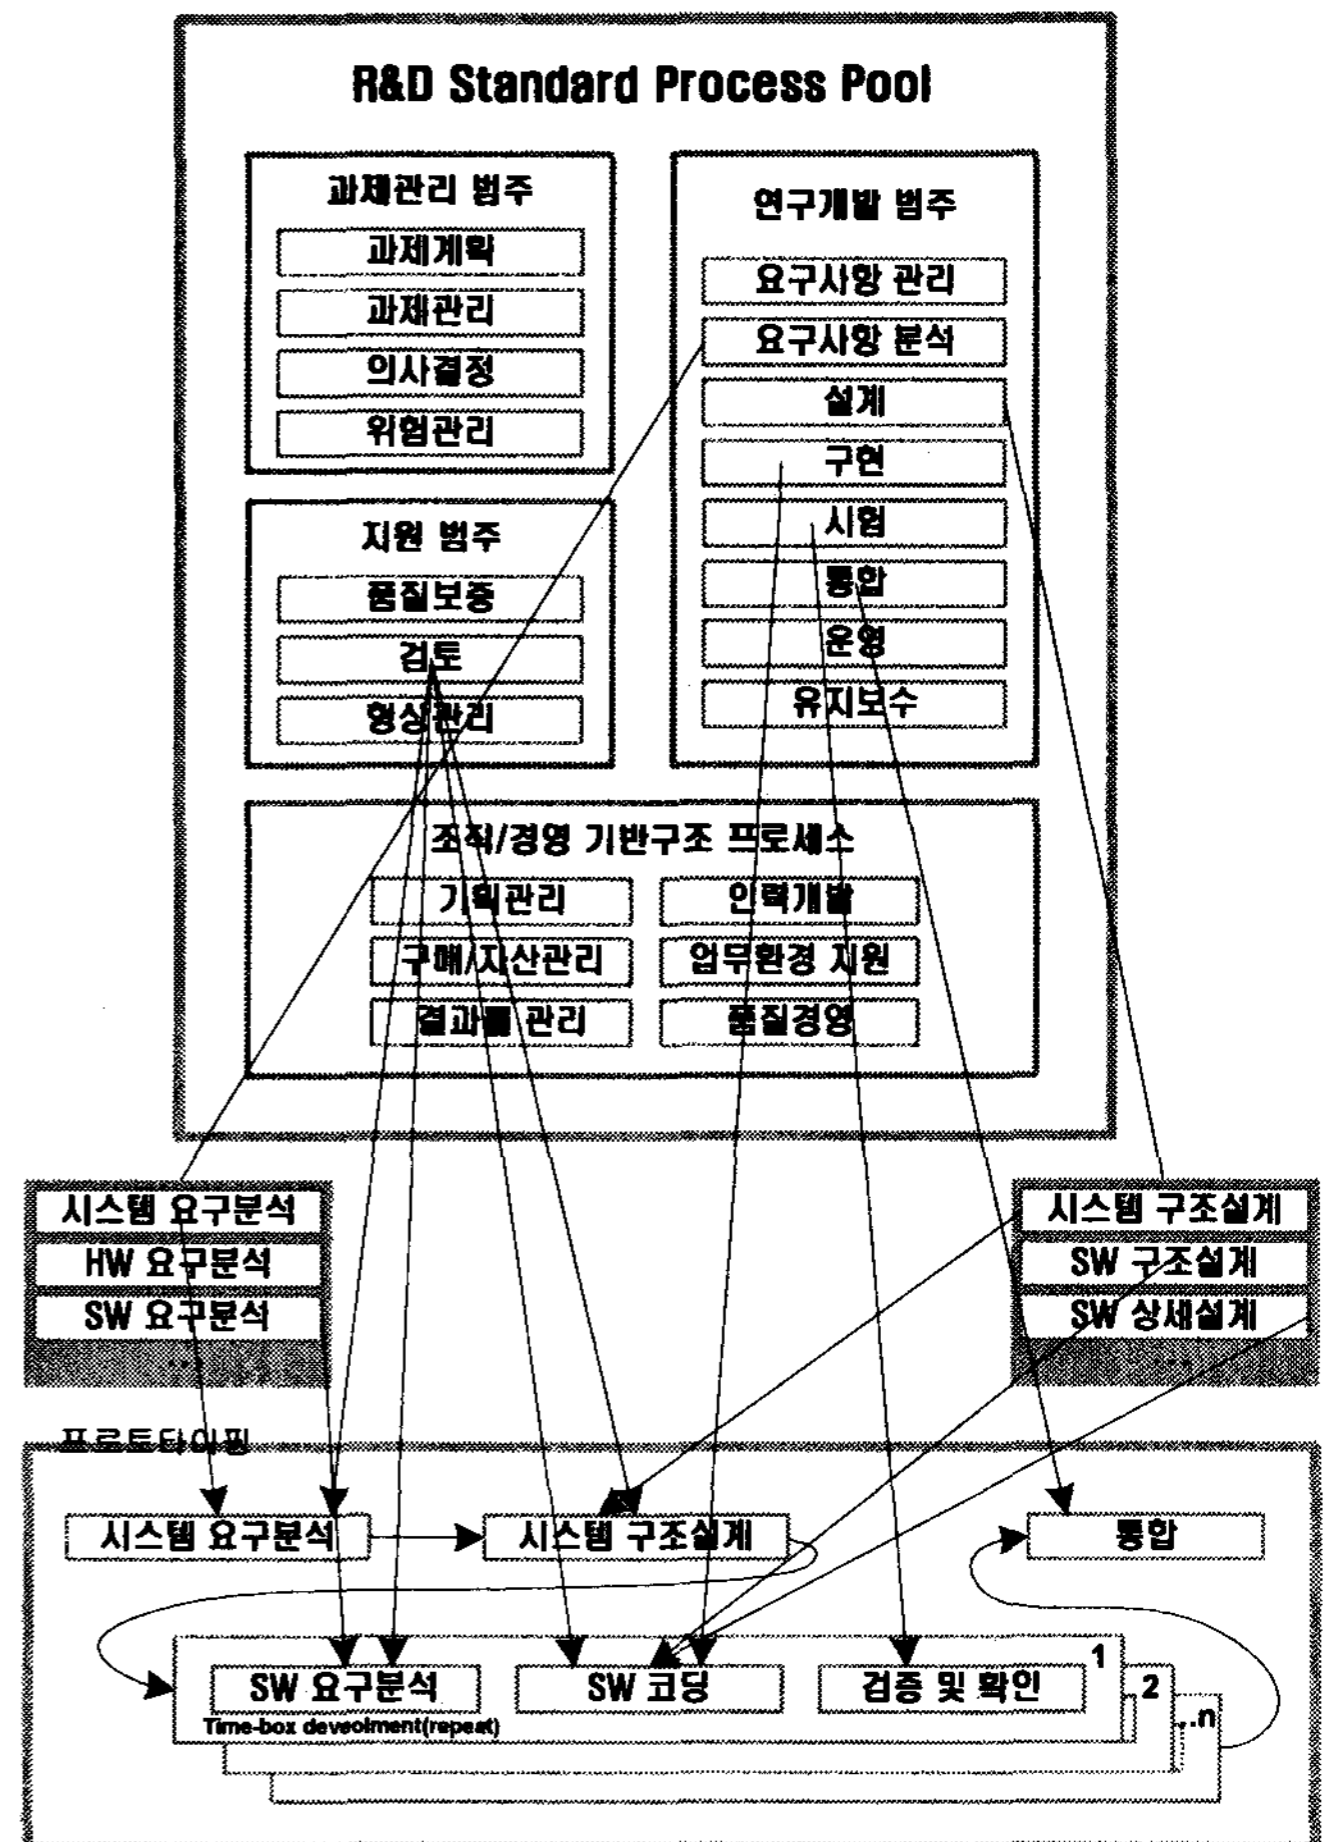 R&D Standard Process Pool
과제관리 범주
과제계획
과제관리
의사결정
위험관리
지원 범주
품질보증
검토
형상관리
연구개발 범주
요구사항 관리
요구사항 분석
설계
구현
시험
통합
운영
유지보수
조직/경영 기반구조 프로세스
기획관리
구매/자산관리
결과물 관리
인력개발
업무환경 지원
품질경영
시스템 요구분석
HW 요구분석
SW 요구분석
...
시스템 구조설계
SW 구조설계
SW 상세설계
...
프로토타이핑
시스템 요구분석
시스템 구조설계
통합
SW 요구분석
SW 코딩
검증 및 확인
1
2
...n
Time-box deveolment(repeat)